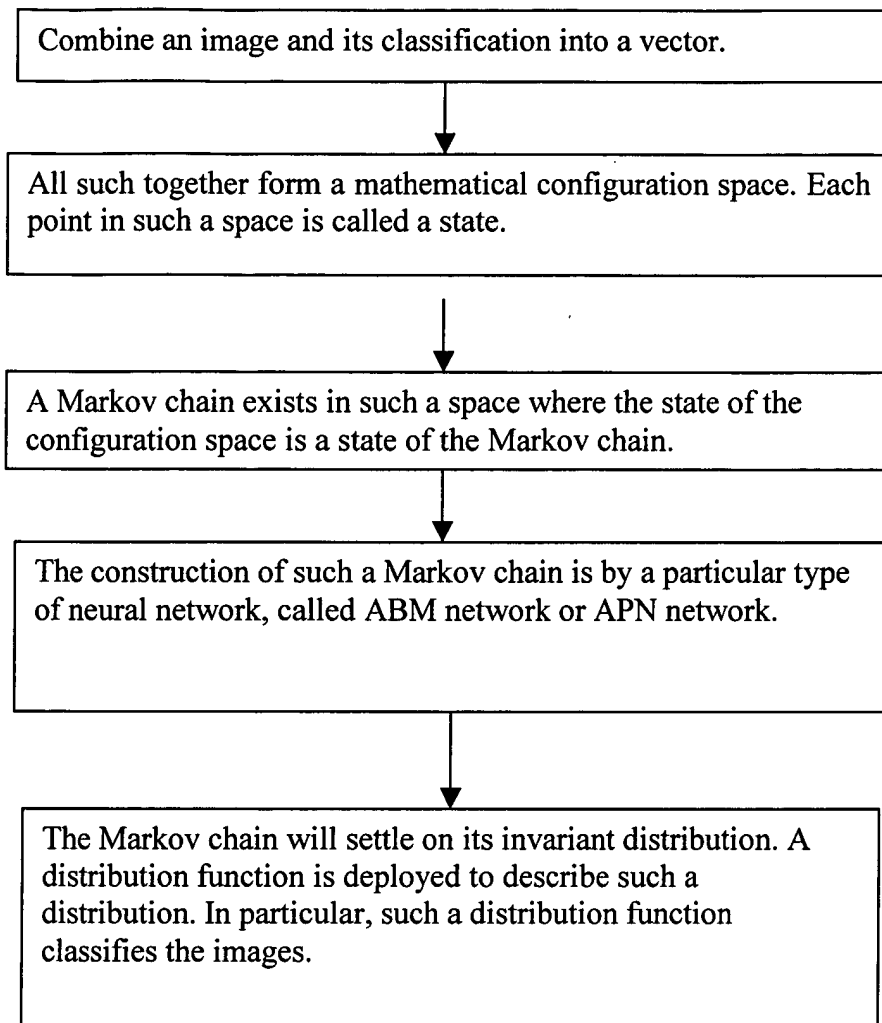 Combine an image and its classification into a vector.
All such together form a mathematical configuration space. Each
point in such a space is called a state.
A Markov chain exists in such a space where the state of the
configuration space is a state of the Markov chain.
The construction of such a Markov chain is by a particular type
of neural network, called ABM network or APN network.
The Markov chain will settle on its invariant distribution. A
distribution function is deployed to describe such a
distribution. In particular, such a distribution function
classifies the images.